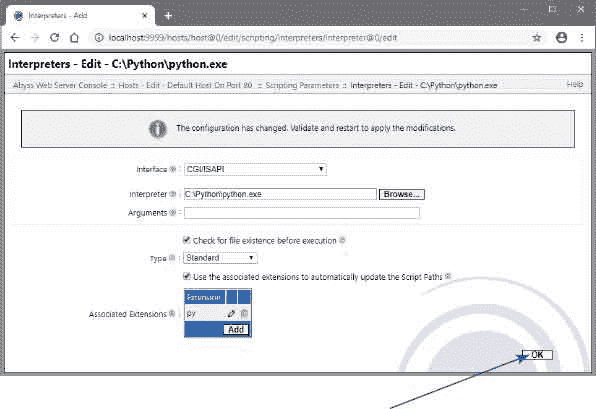 Interpreters - Add
localhost:9999/hosts/host@0/edit/scripting/interpreters/interpreter@0/edit
Interpreters - Edit - C:\Python\python.exe
Abyss Web Server Console :: Hosts - Edit - Default Host On Port 80 :: Scripting Parameters :: Interpreters - Edit - C:\Python\python.exe Help
The configuration has changed. Validate and restart to apply the modifications.
Interface : CGI/ISAPI
Interpreter : C:\Python\python.exe Browse...
Arguments :
Check for file existence before execution
Type : Standard
Use the associated extensions to automatically update the Script Paths
Extension
Associated Extensions : py
Add
OK